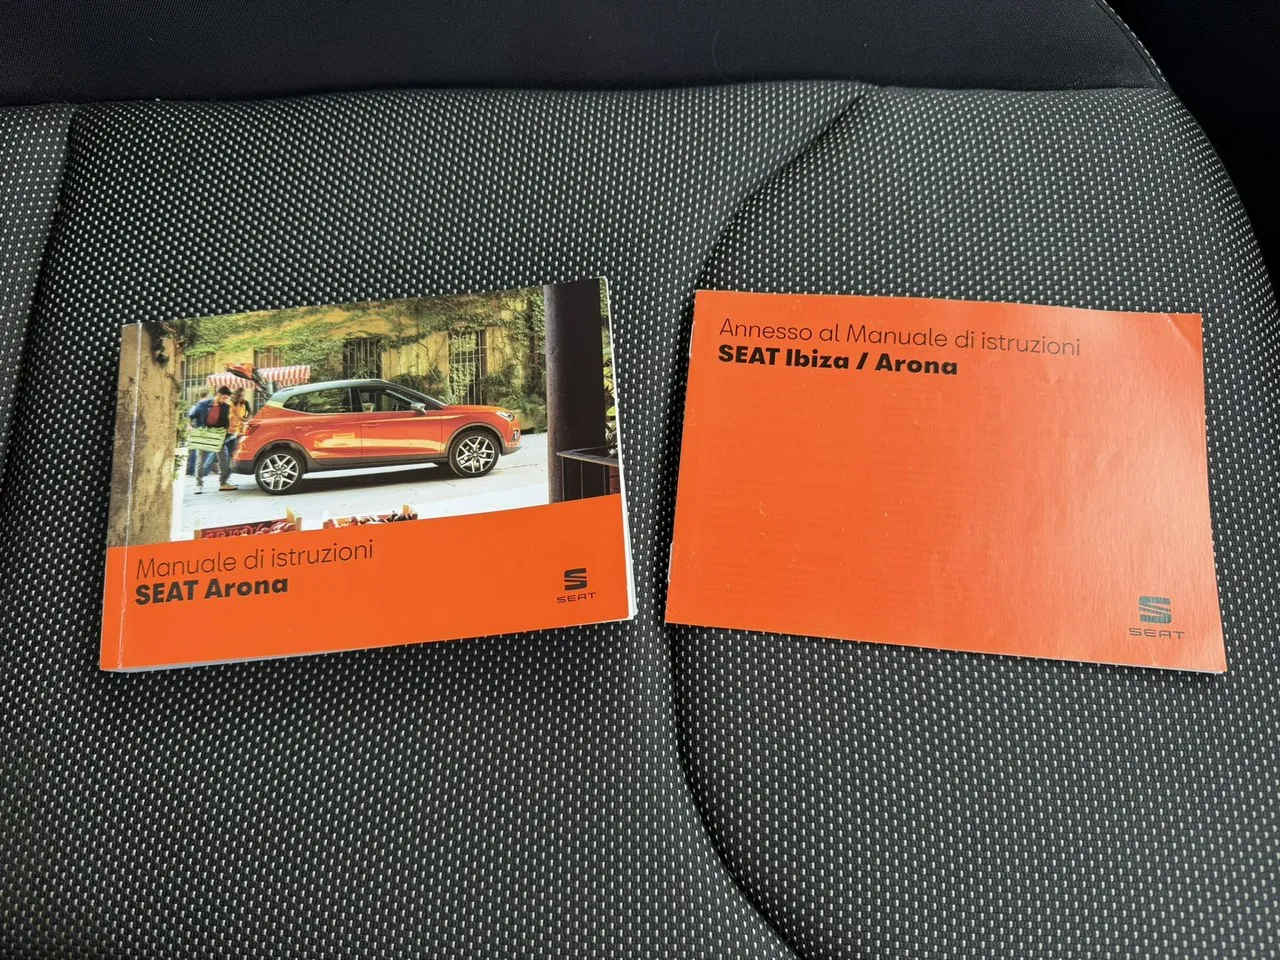 Manuale di istruzioni
SEAT Arona
SEAT
Annesso al Manuale di istruzioni
SEAT Ibiza / Arona
SEAT